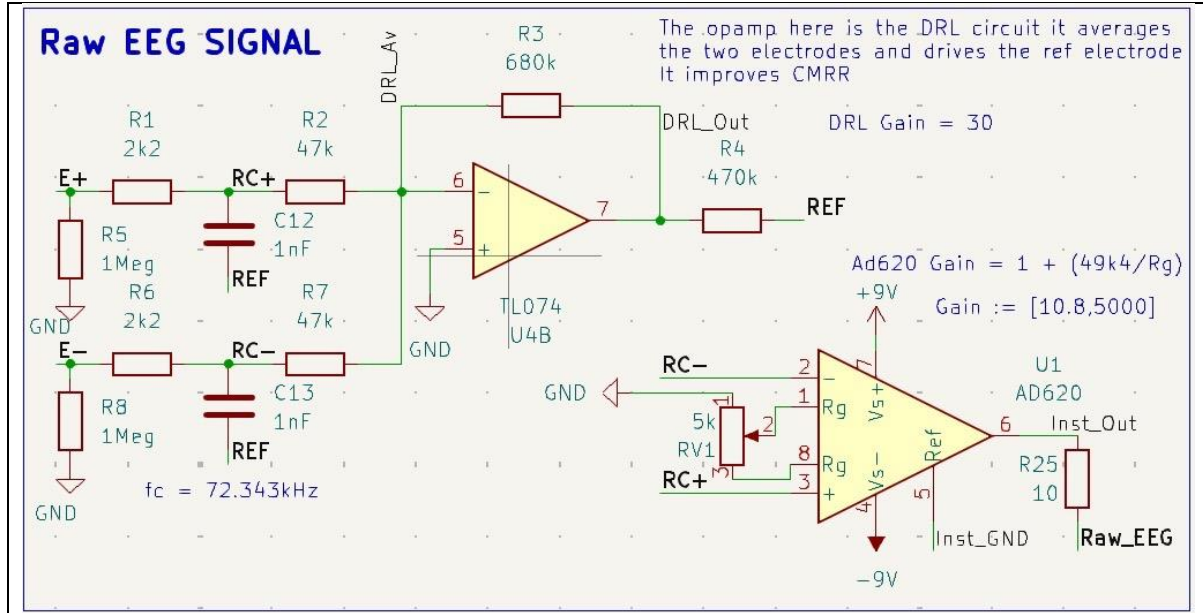 Raw EEG SIGNAL
The opamp here is the DRL circuit it averages
the two electrodes and drives the ref electrode
It improves CMRR
DRL_Av
R3
680k
DRL_Out
DRL Gain = 30
R1
2k2
R2
47k
R4
470k
E+
RC+
6
-
7
REF
5
+
R5
1Meg
C12
1nF
REF
TL074
U4B
GND
GND
Ad620 Gain = 1 + (49k4/Rg)
Gain := [10.8,5000]
+9V
R6
2k2
R7
47k
E-
RC-
R8
1Meg
C13
1nF
REF
GND
fc = 72.343kHz
RC-
2
-
7
Vs+
U1
AD620
GND
1
5k
2
RV1
3
1
Rg
8
Rg
RC+
3
+
Vs-
4
Ref
5
6
Inst_Out
R25
10
Inst_GND
Raw_EEG
-9V